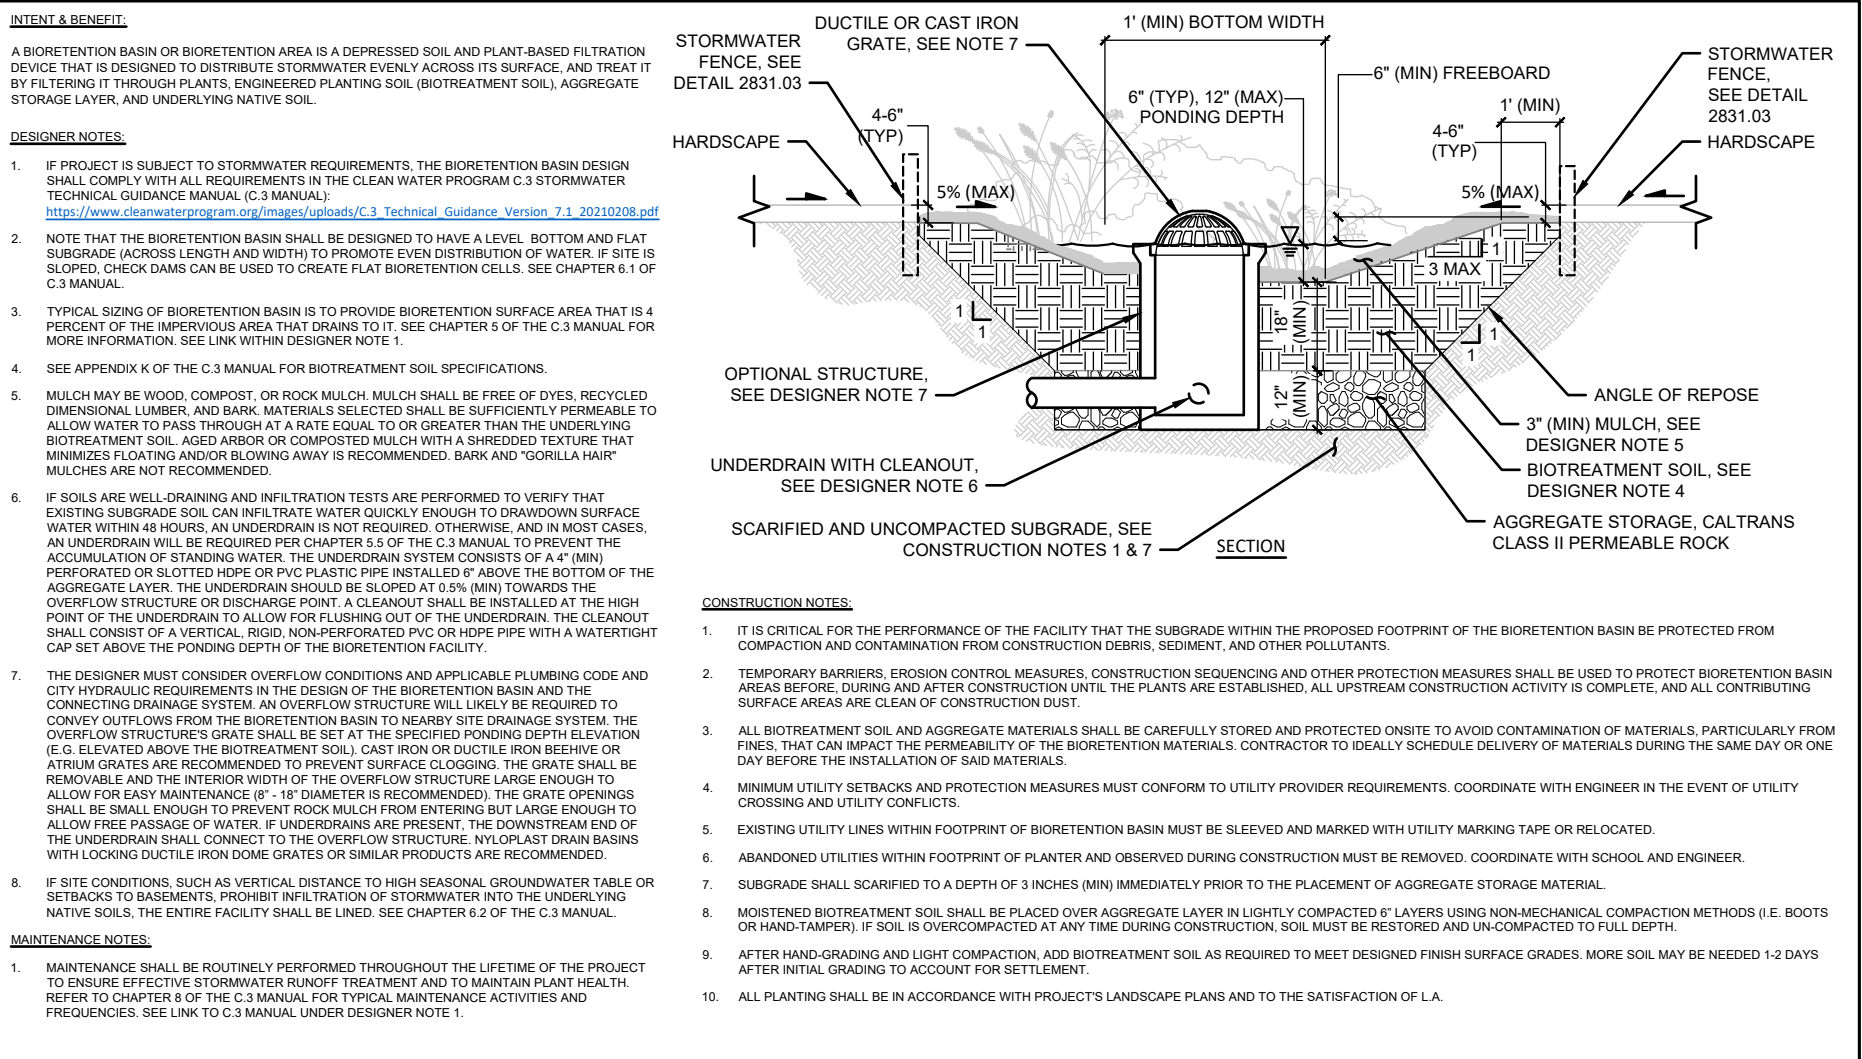 INTENT & BENEFIT:
A BIORETENTION BASIN OR BIORETENTION AREA IS A DEPRESSED SOIL AND PLANT-BASED FILTRATION
DEVICE THAT IS DESIGNED TO DISTRIBUTE STORMWATER EVENLY ACROSS ITS SURFACE, AND TREAT IT
BY FILTERING IT THROUGH PLANTS, ENGINEERED PLANTING SOIL (BIOTREATMENT SOIL), AGGREGATE
STORAGE LAYER, AND UNDERLYING NATIVE SOIL.
DESIGNER NOTES:
1. IF PROJECT IS SUBJECT TO STORMWATER REQUIREMENTS, THE BIORETENTION BASIN DESIGN
SHALL COMPLY WITH ALL REQUIREMENTS IN THE CLEAN WATER PROGRAM C.3 STORMWATER
TECHNICAL GUIDANCE MANUAL (C.3 MANUAL):
https://www.cleanwaterprogram.org/images/uploads/C.3_Technical_Guidance_Version_7.1_20210208.pdf
2. NOTE THAT THE BIORETENTION BASIN SHALL BE DESIGNED TO HAVE A LEVEL BOTTOM AND FLAT
SUBGRADE (ACROSS LENGTH AND WIDTH) TO PROMOTE EVEN DISTRIBUTION OF WATER. IF SITE IS
SLOPED, CHECK DAMS CAN BE USED TO CREATE FLAT BIORETENTION CELLS. SEE CHAPTER 6.1 OF
C.3 MANUAL.
3. TYPICAL SIZING OF BIORETENTION BASIN IS TO PROVIDE BIORETENTION SURFACE AREA THAT IS 4
PERCENT OF THE IMPERVIOUS AREA THAT DRAINS TO IT. SEE CHAPTER 5 OF THE C.3 MANUAL FOR
MORE INFORMATION. SEE LINK WITHIN DESIGNER NOTE 1.
4. SEE APPENDIX K OF THE C.3 MANUAL FOR BIOTREATMENT SOIL SPECIFICATIONS.
5. MULCH MAY BE WOOD, COMPOST, OR ROCK MULCH. MULCH SHALL BE FREE OF DYES, RECYCLED
DIMENSIONAL LUMBER, AND BARK. MATERIALS SELECTED SHALL BE SUFFICIENTLY PERMEABLE TO
ALLOW WATER TO PASS THROUGH AT A RATE EQUAL TO OR GREATER THAN THE UNDERLYING
BIOTREATMENT SOIL. AGED ARBOR OR COMPOSTED MULCH WITH A SHREDDED TEXTURE THAT
MINIMIZES FLOATING AND/OR BLOWING AWAY IS RECOMMENDED. BARK AND "GORILLA HAIR"
MULCHES ARE NOT RECOMMENDED.
6. IF SOILS ARE WELL-DRAINING AND INFILTRATION TESTS ARE PERFORMED TO VERIFY THAT
EXISTING SUBGRADE SOIL CAN INFILTRATE WATER QUICKLY ENOUGH TO DRAWDOWN SURFACE
WATER WITHIN 48 HOURS, AN UNDERDRAIN IS NOT REQUIRED. OTHERWISE, AND IN MOST CASES,
AN UNDERDRAIN WILL BE REQUIRED PER CHAPTER 5.5 OF THE C.3 MANUAL TO PREVENT THE
ACCUMULATION OF STANDING WATER. THE UNDERDRAIN SYSTEM CONSISTS OF A 4" (MIN)
PERFORATED OR SLOTTED HDPE OR PVC PLASTIC PIPE INSTALLED 6" ABOVE THE BOTTOM OF THE
AGGREGATE LAYER. THE UNDERDRAIN SHOULD BE SLOPED AT 0.5% (MIN) TOWARDS THE
OVERFLOW STRUCTURE OR DISCHARGE POINT. A CLEANOUT SHALL BE INSTALLED AT THE HIGH
POINT OF THE UNDERDRAIN TO ALLOW FOR FLUSHING OUT OF THE UNDERDRAIN. THE CLEANOUT
SHALL CONSIST OF A VERTICAL, RIGID, NON-PERFORATED PVC OR HDPE PIPE WITH A WATERTIGHT
CAP SET ABOVE THE PONDING DEPTH OF THE BIORETENTION FACILITY.
7. THE DESIGNER MUST CONSIDER OVERFLOW CONDITIONS AND APPLICABLE PLUMBING CODE AND
CITY HYDRAULIC REQUIREMENTS IN THE DESIGN OF THE BIORETENTION BASIN AND THE
CONNECTING DRAINAGE SYSTEM. AN OVERFLOW STRUCTURE WILL LIKELY BE REQUIRED TO
CONVEY OUTFLOWS FROM THE BIORETENTION BASIN TO NEARBY SITE DRAINAGE SYSTEM. THE
OVERFLOW STRUCTURE'S GRATE SHALL BE SET AT THE SPECIFIED PONDING DEPTH ELEVATION
(E.G. ELEVATED ABOVE THE BIOTREATMENT SOIL). CAST IRON OR DUCTILE IRON BEEHIVE OR
ATRIUM GRATES ARE RECOMMENDED TO PREVENT SURFACE CLOGGING. THE GRATE SHALL BE
REMOVABLE AND THE INTERIOR WIDTH OF THE OVERFLOW STRUCTURE LARGE ENOUGH TO
ALLOW FOR EASY MAINTENANCE (8" - 18" DIAMETER IS RECOMMENDED). THE GRATE OPENINGS
SHALL BE SMALL ENOUGH TO PREVENT ROCK MULCH FROM ENTERING BUT LARGE ENOUGH TO
ALLOW FREE PASSAGE OF WATER. IF UNDERDRAINS ARE PRESENT, THE DOWNSTREAM END OF
THE UNDERDRAIN SHALL CONNECT TO THE OVERFLOW STRUCTURE. NYLOPLAST DRAIN BASINS
WITH LOCKING DUCTILE IRON DOME GRATES OR SIMILAR PRODUCTS ARE RECOMMENDED.
8. IF SITE CONDITIONS, SUCH AS VERTICAL DISTANCE TO HIGH SEASONAL GROUNDWATER TABLE OR
SETBACKS TO BASEMENTS, PROHIBIT INFILTRATION OF STORMWATER INTO THE UNDERLYING
NATIVE SOILS, THE ENTIRE FACILITY SHALL BE LINED. SEE CHAPTER 6.2 OF THE C.3 MANUAL.
MAINTENANCE NOTES:
1. MAINTENANCE SHALL BE ROUTINELY PERFORMED THROUGHOUT THE LIFETIME OF THE PROJECT
TO ENSURE EFFECTIVE STORMWATER RUNOFF TREATMENT AND TO MAINTAIN PLANT HEALTH.
REFER TO CHAPTER 8 OF THE C.3 MANUAL FOR TYPICAL MAINTENANCE ACTIVITIES AND
FREQUENCIES. SEE LINK TO C.3 MANUAL UNDER DESIGNER NOTE 1.
DUCTILE OR CAST IRON
GRATE, SEE NOTE 7
1' (MIN) BOTTOM WIDTH
STORMWATER
FENCE, SEE
DETAIL 2831.03
6" (MIN) FREEBOARD
STORMWATER
FENCE,
SEE DETAIL
2831.03
6" (TYP), 12" (MAX)
PONDING DEPTH
1' (MIN)
4-6"
(TYP)
4-6"
(TYP)
HARDSCAPE
HARDSCAPE
5% (MAX)
5% (MAX)
1
3 MAX
1
1
18"
(MIN)
1
1
12"
(MIN)
OPTIONAL STRUCTURE,
SEE DESIGNER NOTE 7
ANGLE OF REPOSE
3" (MIN) MULCH, SEE
DESIGNER NOTE 5
UNDERDRAIN WITH CLEANOUT,
SEE DESIGNER NOTE 6
BIOTREATMENT SOIL, SEE
DESIGNER NOTE 4
SCARIFIED AND UNCOMPACTED SUBGRADE, SEE
CONSTRUCTION NOTES 1 & 7
AGGREGATE STORAGE, CALTRANS
CLASS II PERMEABLE ROCK
SECTION
CONSTRUCTION NOTES:
1. IT IS CRITICAL FOR THE PERFORMANCE OF THE FACILITY THAT THE SUBGRADE WITHIN THE PROPOSED FOOTPRINT OF THE BIORETENTION BASIN BE PROTECTED FROM
COMPACTION AND CONTAMINATION FROM CONSTRUCTION DEBRIS, SEDIMENT, AND OTHER POLLUTANTS.
2. TEMPORARY BARRIERS, EROSION CONTROL MEASURES, CONSTRUCTION SEQUENCING AND OTHER PROTECTION MEASURES SHALL BE USED TO PROTECT BIORETENTION BASIN
AREAS BEFORE, DURING AND AFTER CONSTRUCTION UNTIL THE PLANTS ARE ESTABLISHED, ALL UPSTREAM CONSTRUCTION ACTIVITY IS COMPLETE, AND ALL CONTRIBUTING
SURFACE AREAS ARE CLEAN OF CONSTRUCTION DUST.
3. ALL BIOTREATMENT SOIL AND AGGREGATE MATERIALS SHALL BE CAREFULLY STORED AND PROTECTED ONSITE TO AVOID CONTAMINATION OF MATERIALS, PARTICULARLY FROM
FINES, THAT CAN IMPACT THE PERMEABILITY OF THE BIORETENTION MATERIALS. CONTRACTOR TO IDEALLY SCHEDULE DELIVERY OF MATERIALS DURING THE SAME DAY OR ONE
DAY BEFORE THE INSTALLATION OF SAID MATERIALS.
4. MINIMUM UTILITY SETBACKS AND PROTECTION MEASURES MUST CONFORM TO UTILITY PROVIDER REQUIREMENTS. COORDINATE WITH ENGINEER IN THE EVENT OF UTILITY
CROSSING AND UTILITY CONFLICTS.
5. EXISTING UTILITY LINES WITHIN FOOTPRINT OF BIORETENTION BASIN MUST BE SLEEVED AND MARKED WITH UTILITY MARKING TAPE OR RELOCATED.
6. ABANDONED UTILITIES WITHIN FOOTPRINT OF PLANTER AND OBSERVED DURING CONSTRUCTION MUST BE REMOVED. COORDINATE WITH SCHOOL AND ENGINEER.
7. SUBGRADE SHALL SCARIFIED TO A DEPTH OF 3 INCHES (MIN) IMMEDIATELY PRIOR TO THE PLACEMENT OF AGGREGATE STORAGE MATERIAL.
8. MOISTENED BIOTREATMENT SOIL SHALL BE PLACED OVER AGGREGATE LAYER IN LIGHTLY COMPACTED 6" LAYERS USING NON-MECHANICAL COMPACTION METHODS (I.E. BOOTS
OR HAND-TAMPER). IF SOIL IS OVERCOMPACTED AT ANY TIME DURING CONSTRUCTION, SOIL MUST BE RESTORED AND UN-COMPACTED TO FULL DEPTH.
9. AFTER HAND-GRADING AND LIGHT COMPACTION, ADD BIOTREATMENT SOIL AS REQUIRED TO MEET DESIGNED FINISH SURFACE GRADES. MORE SOIL MAY BE NEEDED 1-2 DAYS
AFTER INITIAL GRADING TO ACCOUNT FOR SETTLEMENT.
10. ALL PLANTING SHALL BE IN ACCORDANCE WITH PROJECT'S LANDSCAPE PLANS AND TO THE SATISFACTION OF L.A.